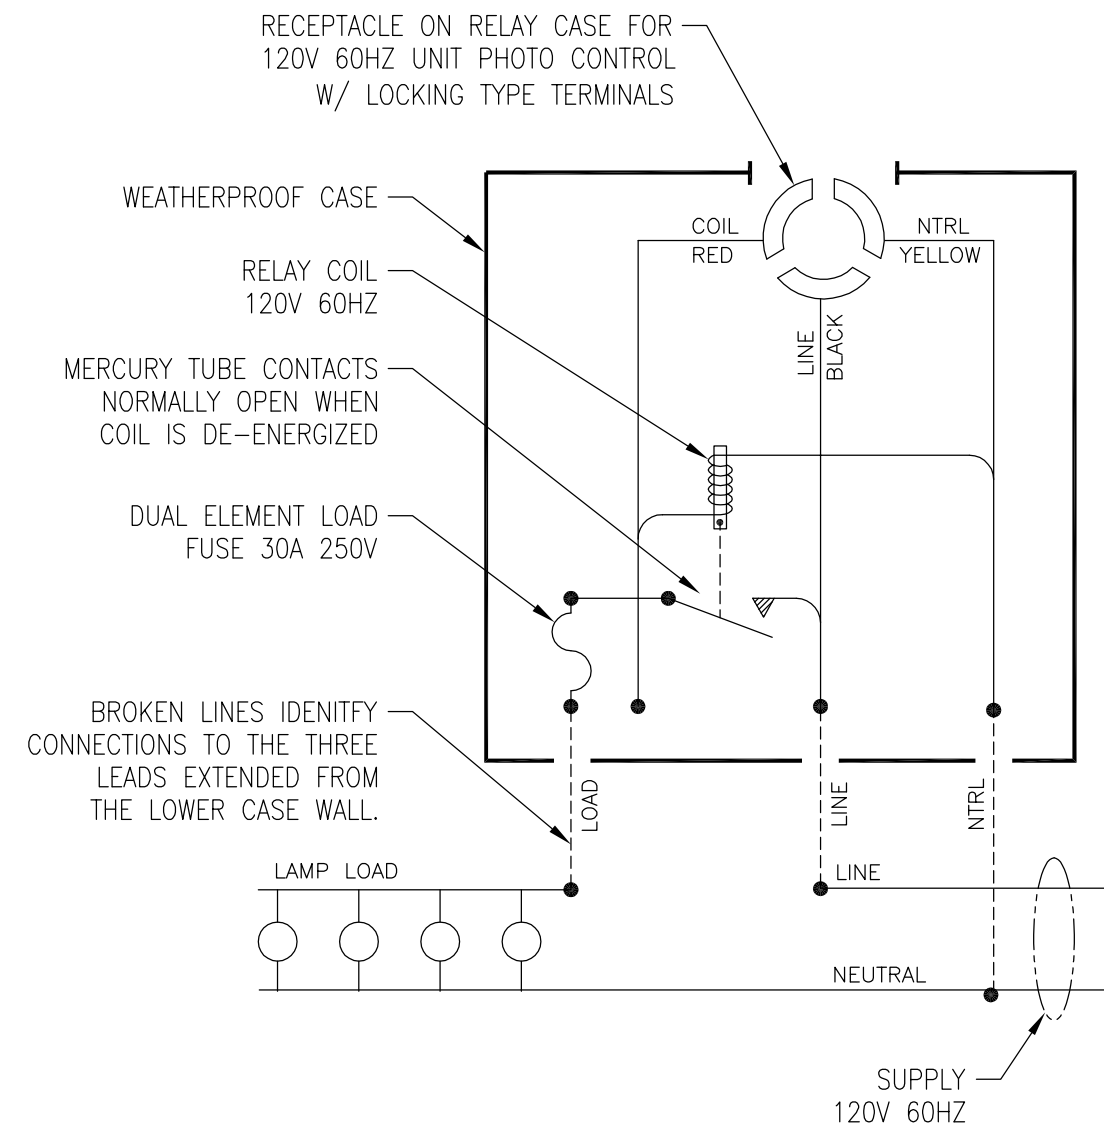 RECEPTACLE ON RELAY CASE FOR
120V 60HZ UNIT PHOTO CONTROL
W/ LOCKING TYPE TERMINALS
WEATHERPROOF CASE
COIL
RED
NTRL
YELLOW
RELAY COIL
120V 60HZ
LINE
BLACK
MERCURY TUBE CONTACTS
NORMALLY OPEN WHEN
COIL IS DE-ENERGIZED
DUAL ELEMENT LOAD
FUSE 30A 250V
BROKEN LINES IDENITFY
CONNECTIONS TO THE THREE
LEADS EXTENDED FROM
THE LOWER CASE WALL.
LOAD
LINE
NTRL
LAMP LOAD
LINE
NEUTRAL
SUPPLY
120V 60HZ